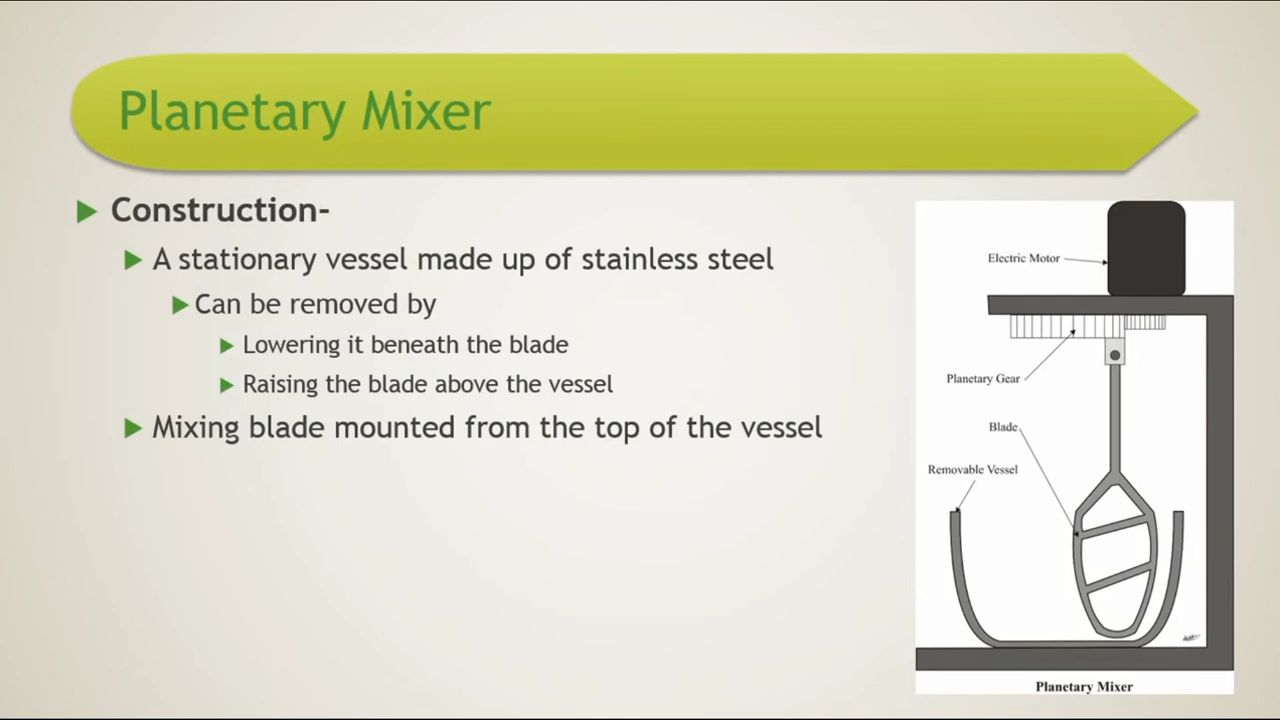 Planetary Mixer
Construction-
A stationary vessel made up of stainless steel
Can be removed by
Lowering it beneath the blade
Raising the blade above the vessel
Mixing blade mounted from the top of the vessel
Electric Motor
Planetary Gear
Blade
Removable Vessel
Planetary Mixer